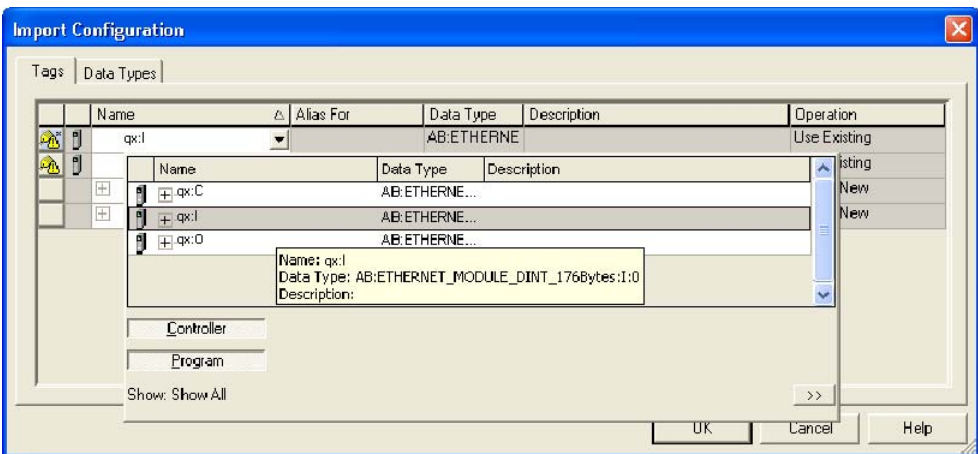 Import Configuration
Tags Data Types
Name Alias For Data Type Description Operation
qx:I AB:ETHERNE Use Existing
isting
Name Data Type Description
qx:C AB:ETHERNE... New
qx:I AB:ETHERNE... New
qx:O AB:ETHERNE...
Name: qx:I
Data Type: AB:ETHERNET_MODULE_DINT_176Bytes:I:0
Description:
Controller
Program
Show: Show All >>
OK Cancel Help